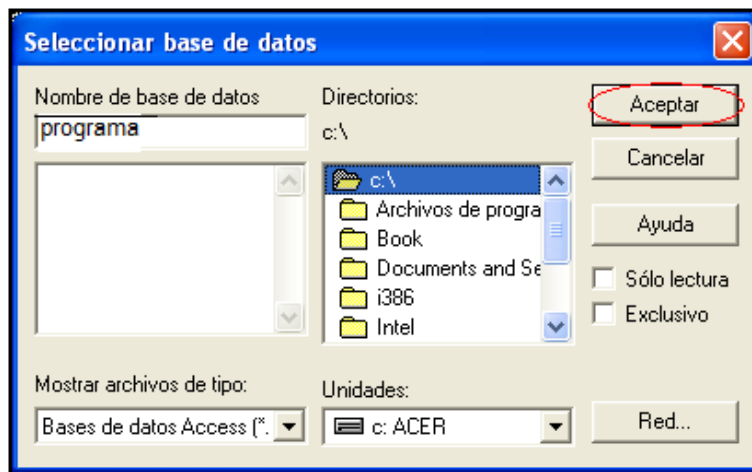 Seleccionar base de datos
Nombre de base de datos
programa
Directorios:
c:\
c:\
Archivos de progra
Book
Documents and Se
i386
Intel
Aceptar
Cancelar
Ayuda
Sólo lectura
Exclusivo
Mostrar archivos de tipo:
Bases de datos Access (*.
Unidades:
c: ACER
Red...